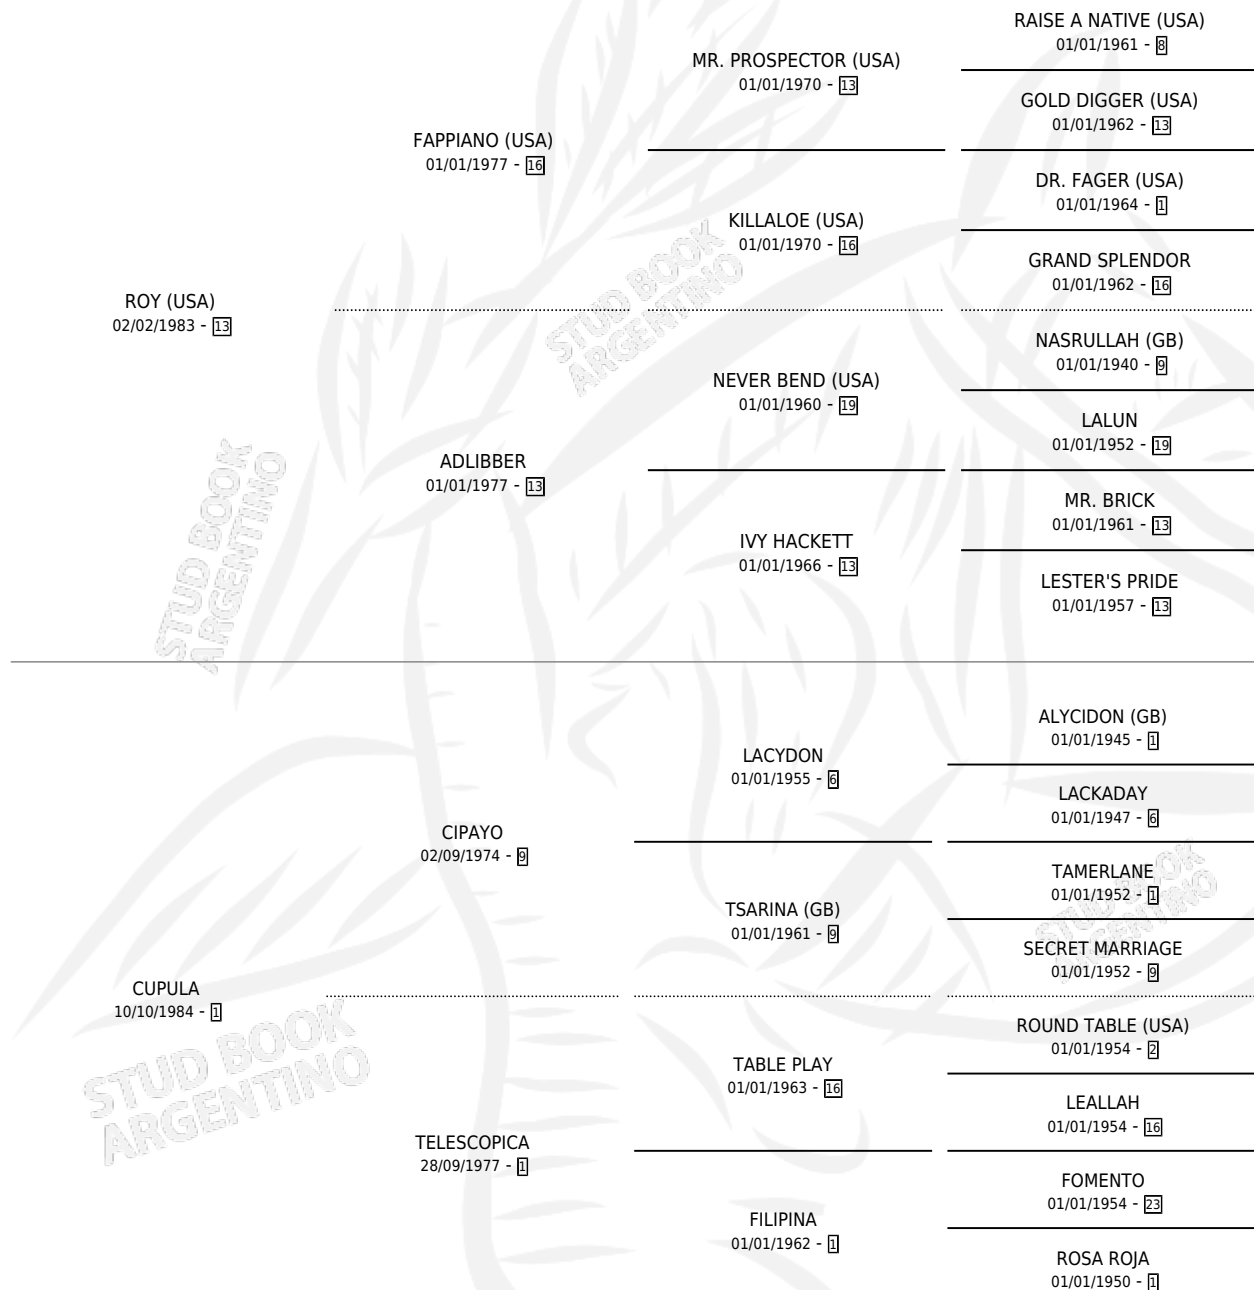 RAISE A NATIVE (USA)
01/01/1961 - 8
MR. PROSPECTOR (USA)
01/01/1970 - 13
GOLD DIGGER (USA)
01/01/1962 - 13
FAPPIANO (USA)
01/01/1977 - 16
DR. FAGER (USA)
01/01/1964 - 1
KILLALOE (USA)
01/01/1970 - 16
GRAND SPLENDOR
01/01/1962 - 16
ROY (USA)
02/02/1983 - 13
NASRULLAH (GB)
01/01/1940 - 9
NEVER BEND (USA)
01/01/1960 - 19
LALUN
01/01/1952 - 19
ADLIBBER
01/01/1977 - 13
MR. BRICK
01/01/1961 - 13
IVY HACKETT
01/01/1966 - 13
LESTER'S PRIDE
01/01/1957 - 13
ALYCIDON (GB)
01/01/1945 - 1
LACYDON
01/01/1955 - 6
LACKADAY
01/01/1947 - 6
CIPAYO
02/09/1974 - 9
TAMERLANE
01/01/1952 - 1
TSARINA (GB)
01/01/1961 - 9
SECRET MARRIAGE
01/01/1952 - 9
CUPULA
10/10/1984 - 1
ROUND TABLE (USA)
01/01/1954 - 2
TABLE PLAY
01/01/1963 - 16
LEALLAH
01/01/1954 - 16
TELESCOPICA
28/09/1977 - 1
FOMENTO
01/01/1954 - 23
FILIPINA
01/01/1962 - 1
ROSA ROJA
01/01/1950 - 1
STUD BOOK
ARGENTINO
STUD BOOK
ARGENTINO
STUD BOOK
ARGENTINO
STUD BOOK
ARGENTINO